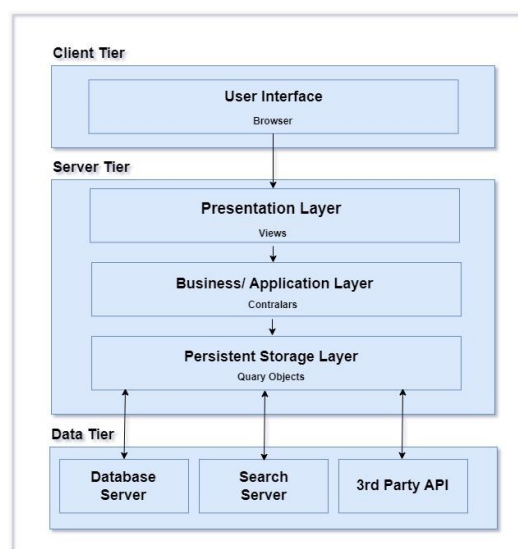 Client Tier
User Interface
Browser
Server Tier
Presentation Layer
Views
Business/ Application Layer
Contralars
Persistent Storage Layer
Quary Objects
Data Tier
Database
Server
Search
Server
3rd Party API